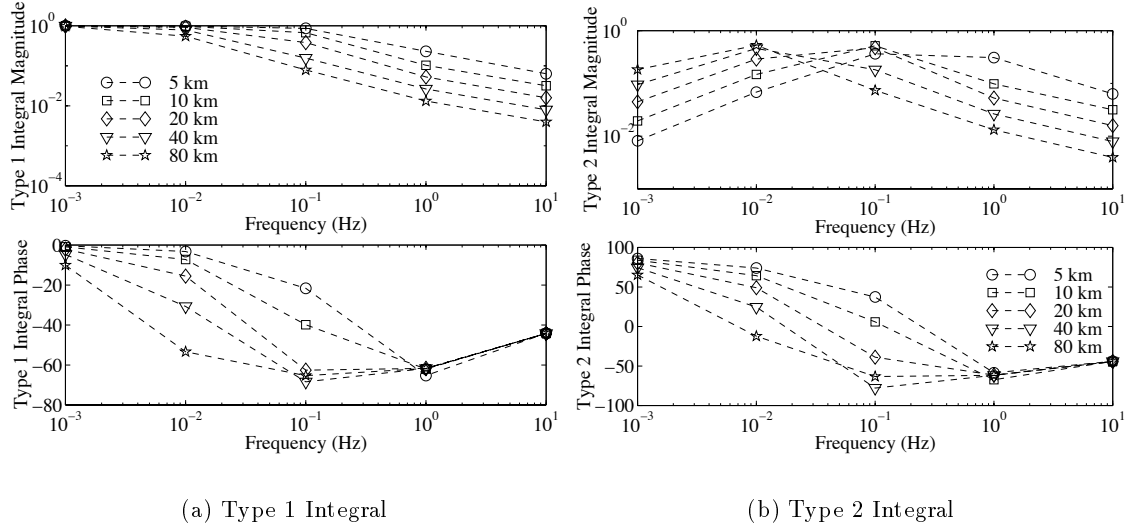 Type 1 Integral Magnitude
10^0
10^−2
10^−4
5 km
10 km
20 km
40 km
80 km
10^−3 10^−2 10^−1 10^0 10^1
Frequency (Hz)
Type 1 Integral Phase
0
−20
−40
−60
−80
10^−3 10^−2 10^−1 10^0 10^1
Frequency (Hz)
(a) Type 1 Integral
Type 2 Integral Magnitude
10^0
10^−2
10^−3 10^−2 10^−1 10^0 10^1
Frequency (Hz)
Type 2 Integral Phase
100
50
0
−50
−100
5 km
10 km
20 km
40 km
80 km
10^−3 10^−2 10^−1 10^0 10^1
Frequency (Hz)
(b) Type 2 Integral